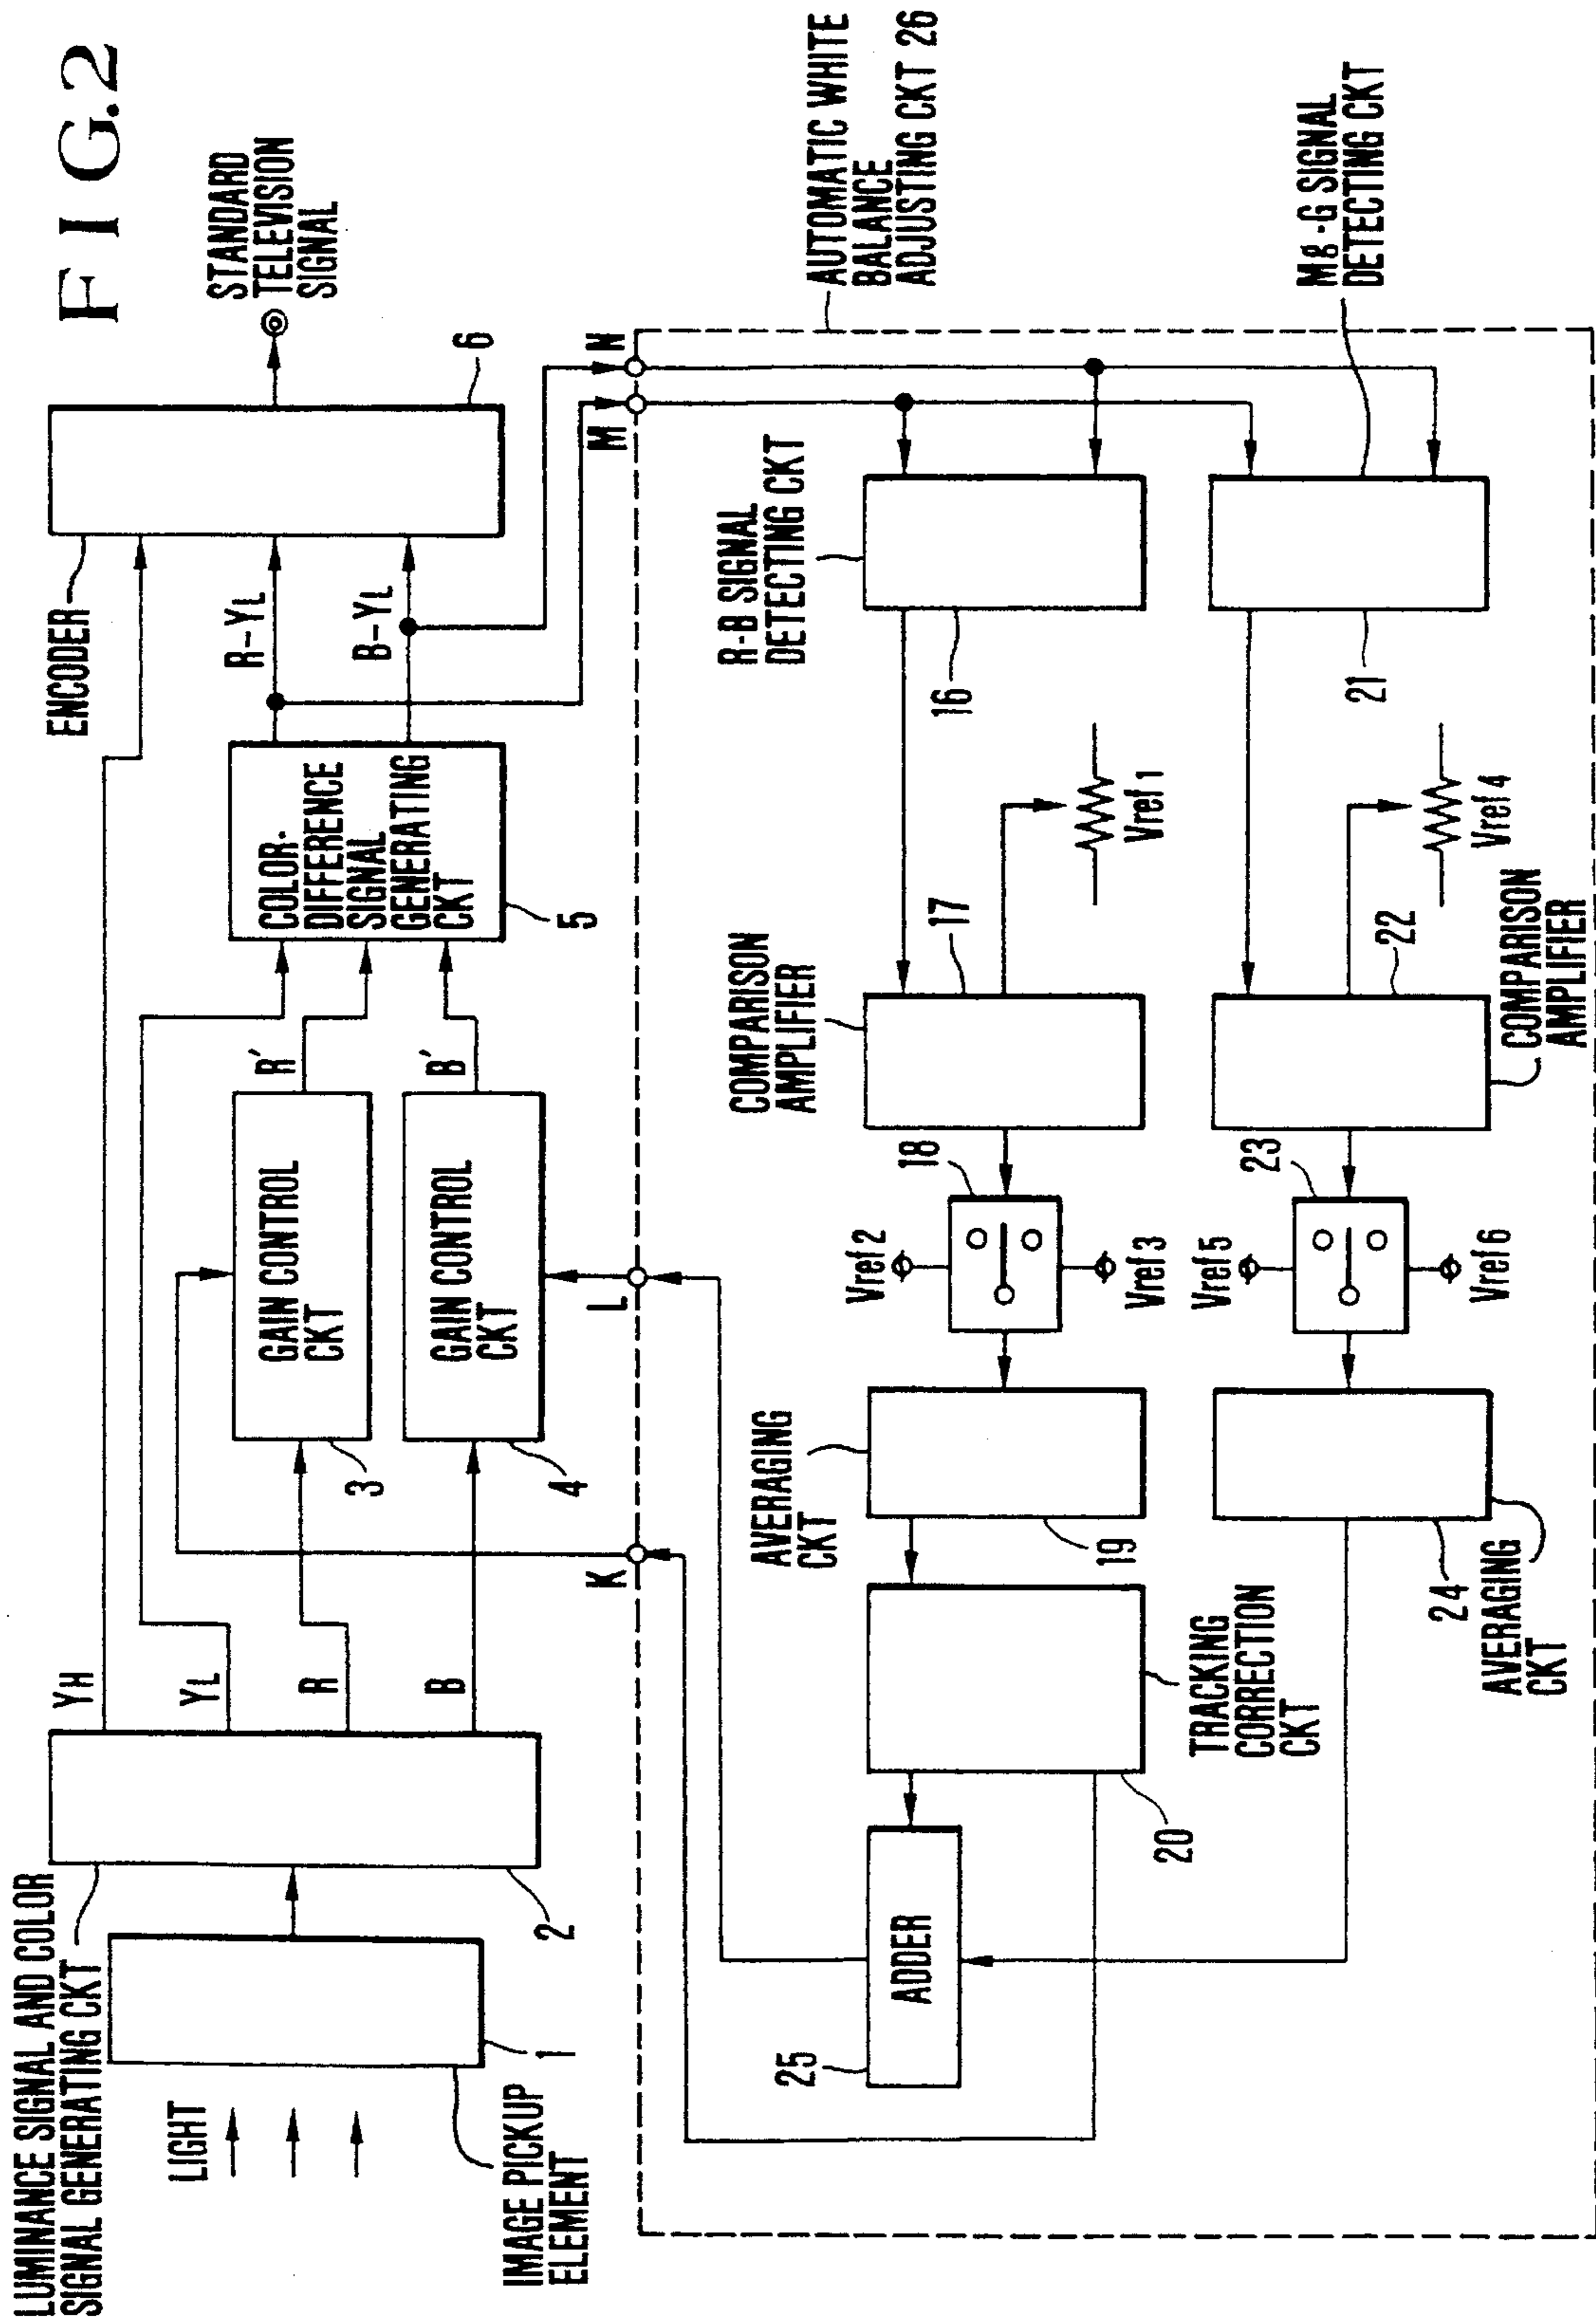 FIG.2
LUMINANCE SIGNAL AND COLOR
SIGNAL GENERATING CKT
LIGHT
IMAGE PICKUP
ELEMENT
1
2
YH
YL
R
B
3
GAIN CONTROL
CKT
4
GAIN CONTROL
CKT
R'
B'
COLOR-
DIFFERENCE
SIGNAL
GENERATING
CKT
5
R-YL
B-YL
ENCODER
6
STANDARD
TELEVISION
SIGNAL
K
L
M
N
AUTOMATIC WHITE
BALANCE
ADJUSTING CKT 26
R-B SIGNAL
DETECTING CKT
16
COMPARISON
AMPLIFIER
17
Vref 1
18
Vref 2
Vref 3
AVERAGING
CKT
19
TRACKING
CORRECTION
CKT
20
ADDER
25
Mg-G SIGNAL
DETECTING CKT
21
22
COMPARISON
AMPLIFIER
Vref 4
23
Vref 5
Vref 6
24
AVERAGING
CKT